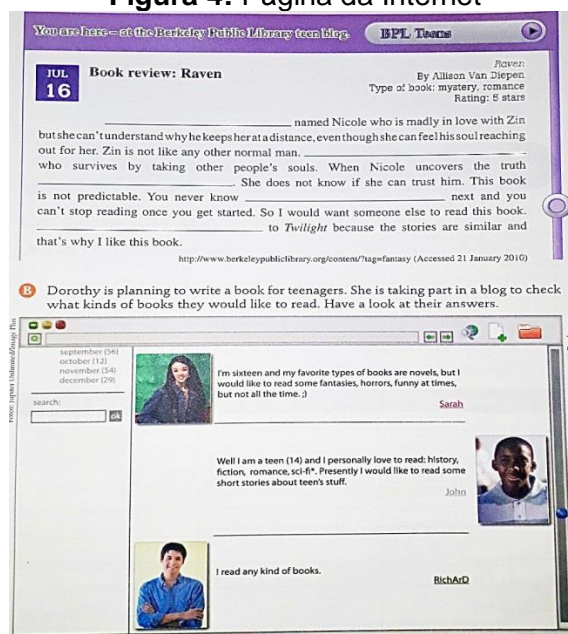 Figura 4: Página da Internet
You are here – at the Berkeley Public Library teen blog.
BPL Teens
JUL
16
Book review: Raven
Raven
By Allison Van Diepen
Type of book: mystery, romance
Rating: 5 stars
named Nicole who is madly in love with Zin
but she can't understand why he keeps her at a distance, even though she can feel his soul reaching
out for her. Zin is not like any other normal man.
who survives by taking other people's souls. When Nicole uncovers the truth
. She does not know if she can trust him. This book
is not predictable. You never know next and you
can't stop reading once you get started. So I would want someone else to read this book.
to Twilight because the stories are similar and
that's why I like this book.
http://www.berkeleypubliclibrary.org/content/?tag=fantasy (Accessed 21 January 2010)
B Dorothy is planning to write a book for teenagers. She is taking part in a blog to check
what kinds of books they would like to read. Have a look at their answers.
september (56)
october (12)
november (54)
december (29)
search:
ok
I'm sixteen and my favorite types of books are novels, but I
would like to read some fantasies, horrors, funny at times,
but not all the time. ;)
Sarah
Well I am a teen (14) and I personally love to read: history,
fiction, romance, sci-fi*. Presently I would like to read some
short stories about teen's stuff.
John
I read any kind of books.
RichArD
Fotos: Jupiter Unlimited/Image Plus